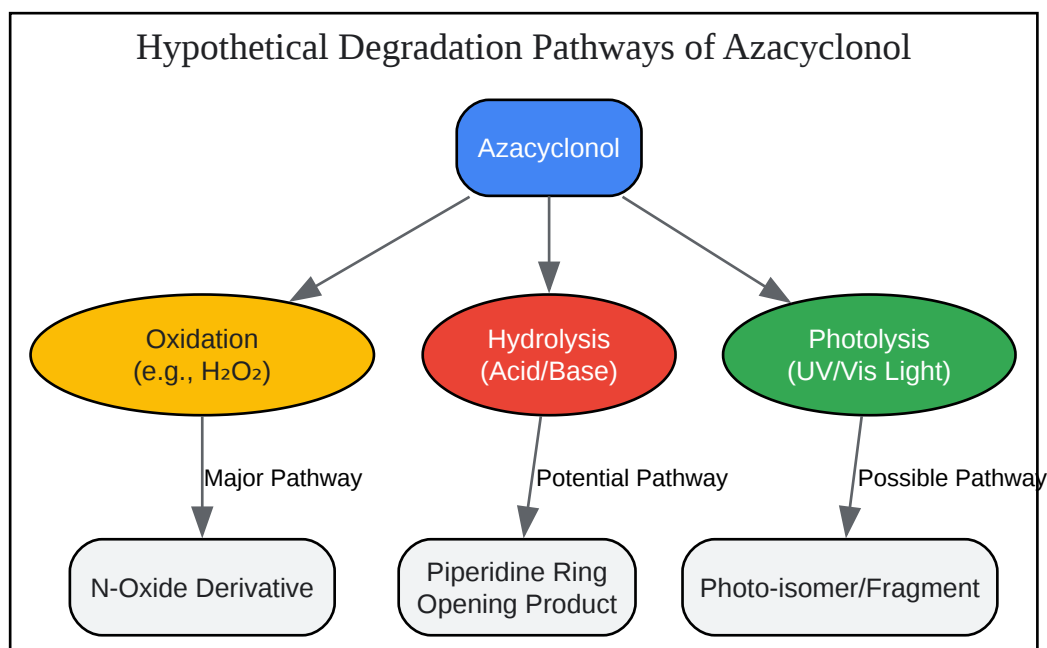 Hypothetical Degradation Pathways of Azacyclonol
Azacyclonol
Oxidation
(e.g., H₂O₂)
Hydrolysis
(Acid/Base)
Photolysis
(UV/Vis Light)
Major Pathway
Potential Pathway
Possible Pathway
N-Oxide Derivative
Piperidine Ring
Opening Product
Photo-isomer/Fragment